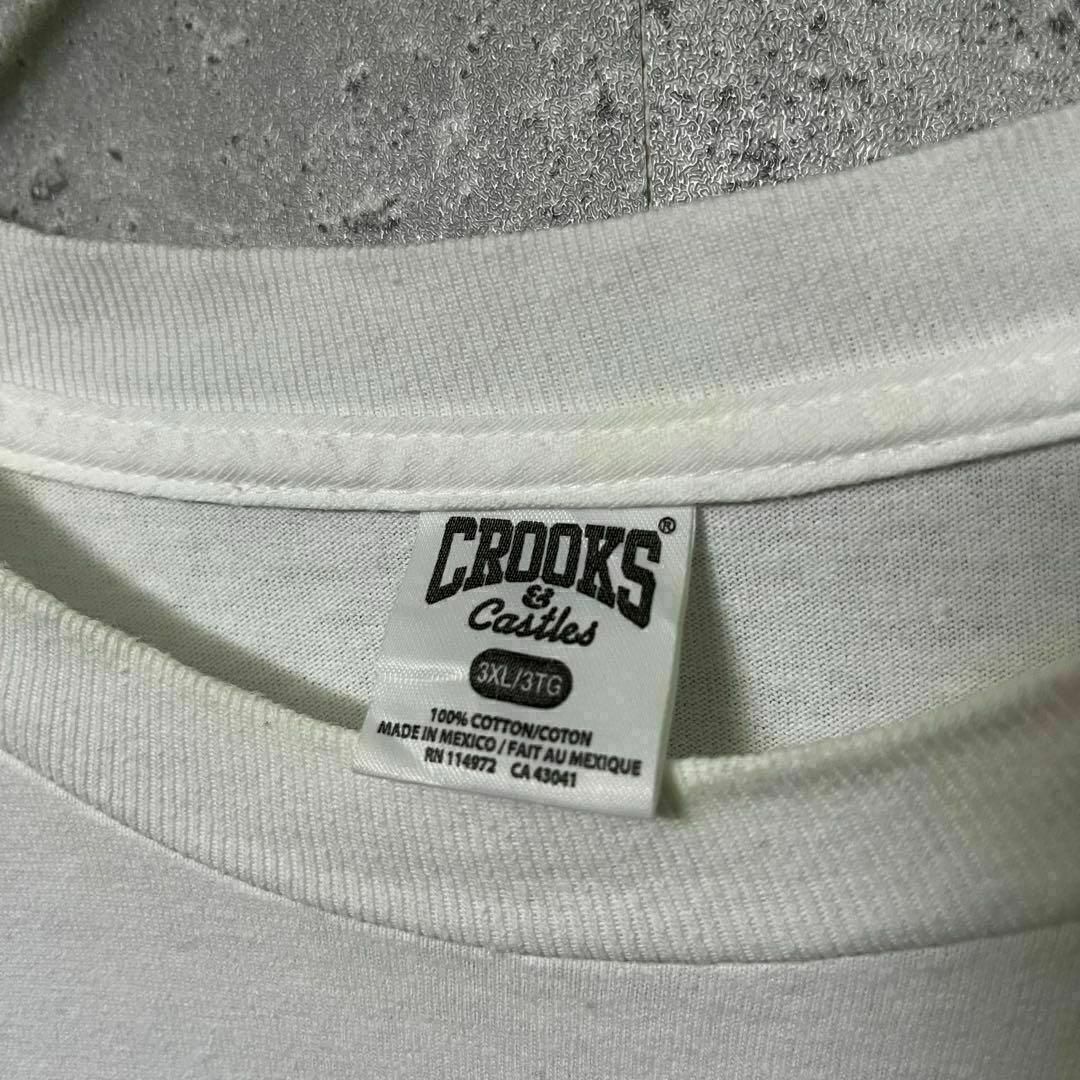 CROOKS®
&
Castles
3XL/3TG
100% COTTON/COTON
MADE IN MEXICO / FAIT AU MEXIQUE
RN 114972 CA 43041